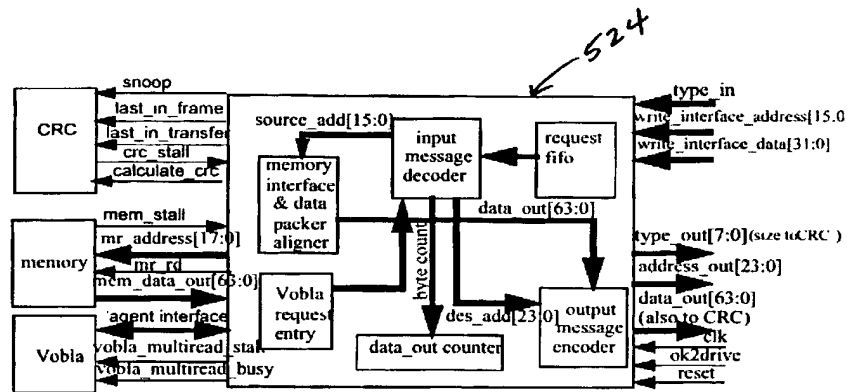 524
snoop
last_in_frame
last_in_transfer
crc_stall
calculate_crc
CRC
mem_stall
mr_address[17:0]
mr_rd
mem_data_out[63:0]
memory
agent interface
vobla_multiread_stall
vobla_multiread_busy
Vobla
source_add[15:0]
input
message
decoder
request
fifo
memory
interface
& data
packer
aligner
data_out[63:0]
Vobla
request
entry
byte count
des_add[23:0]
data_out counter
output
message
encoder
type_in
write_interface_address[15:0
write_interface_data[31:0]
type_out[7:0](size toCRC )
address_out[23:0]
data_out[63:0]
(also to CRC)
clk
ok2drive
reset